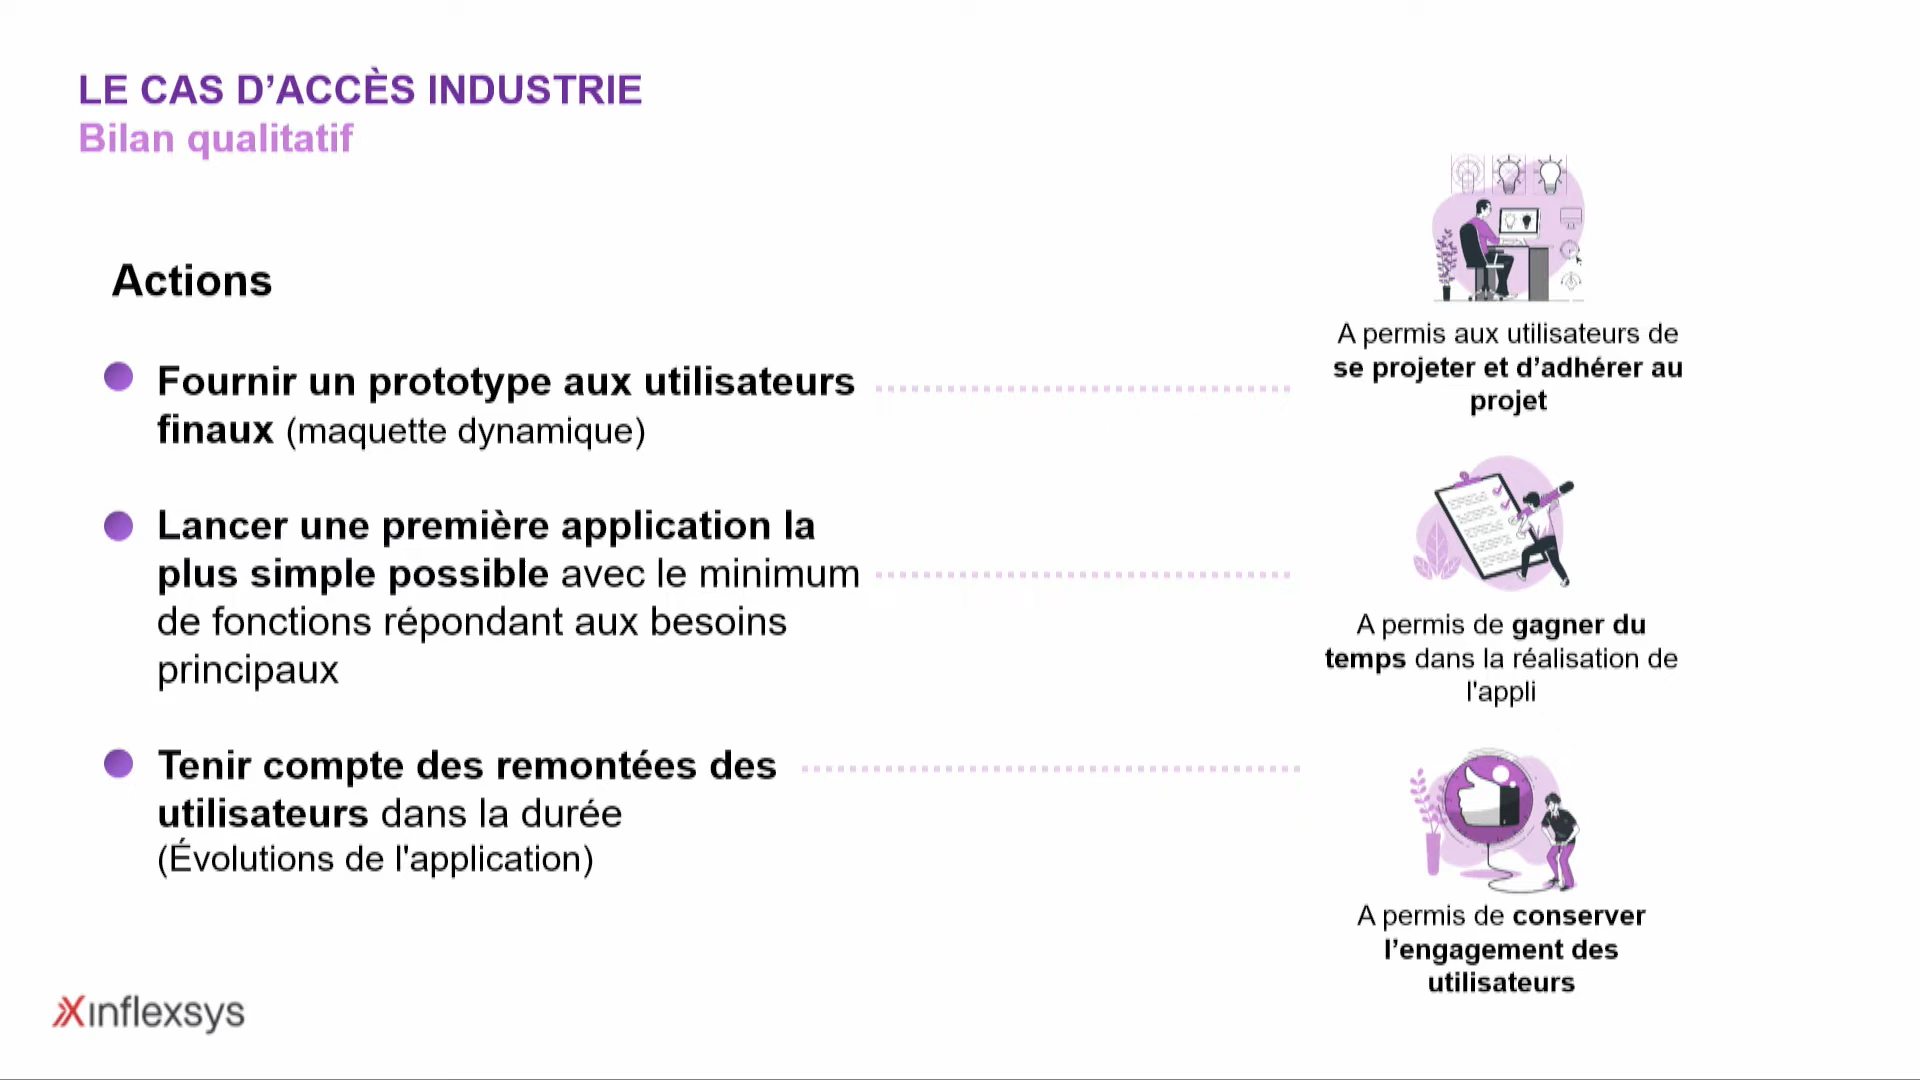 LE CAS D’ACCÈS INDUSTRIE
Bilan qualitatif
Actions
Fournir un prototype aux utilisateurs
finaux (maquette dynamique)
A permis aux utilisateurs de
se projeter et d’adhérer au
projet
Lancer une première application la
plus simple possible avec le minimum
de fonctions répondant aux besoins
principaux
A permis de gagner du
temps dans la réalisation de
l'appli
Tenir compte des remontées des
utilisateurs dans la durée
(Évolutions de l'application)
A permis de conserver
l’engagement des
utilisateurs
inflexsys